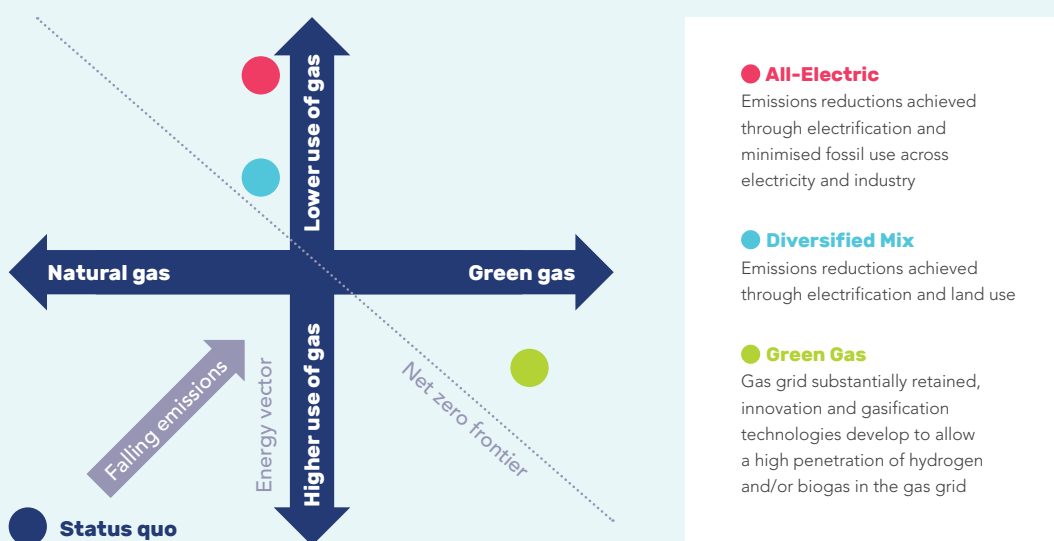 Lower use of gas
Natural gas
Green gas
Higher use of gas
Energy vector
Falling emissions
Net zero frontier
Status quo
All-Electric
Emissions reductions achieved
through electrification and
minimised fossil use across
electricity and industry
Diversified Mix
Emissions reductions achieved
through electrification and land use
Green Gas
Gas grid substantially retained,
innovation and gasification
technologies develop to allow
a high penetration of hydrogen
and/or biogas in the gas grid